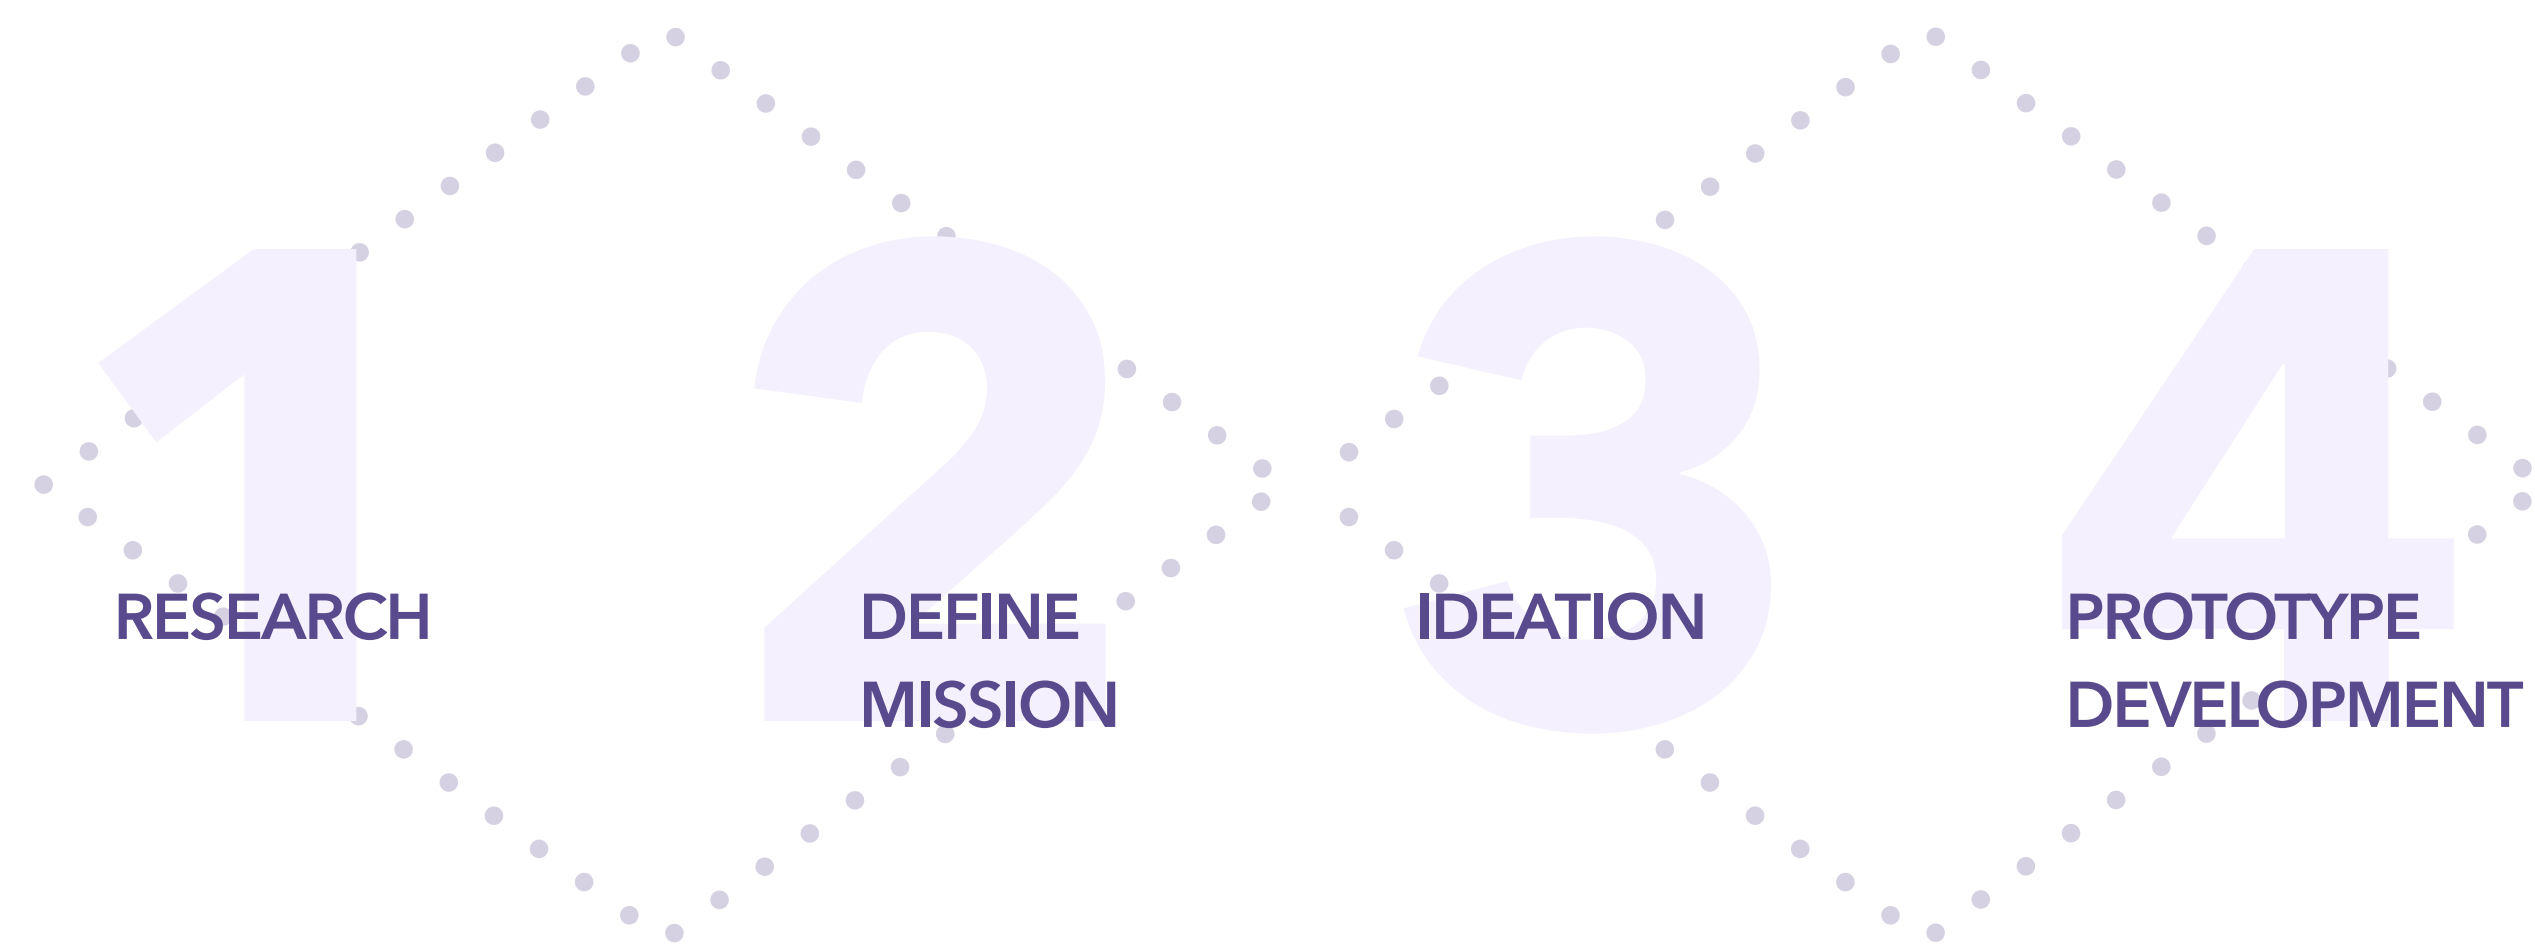 1 2 3 4
RESEARCH
DEFINE
MISSION
IDEATION
PROTOTYPE
DEVELOPMENT